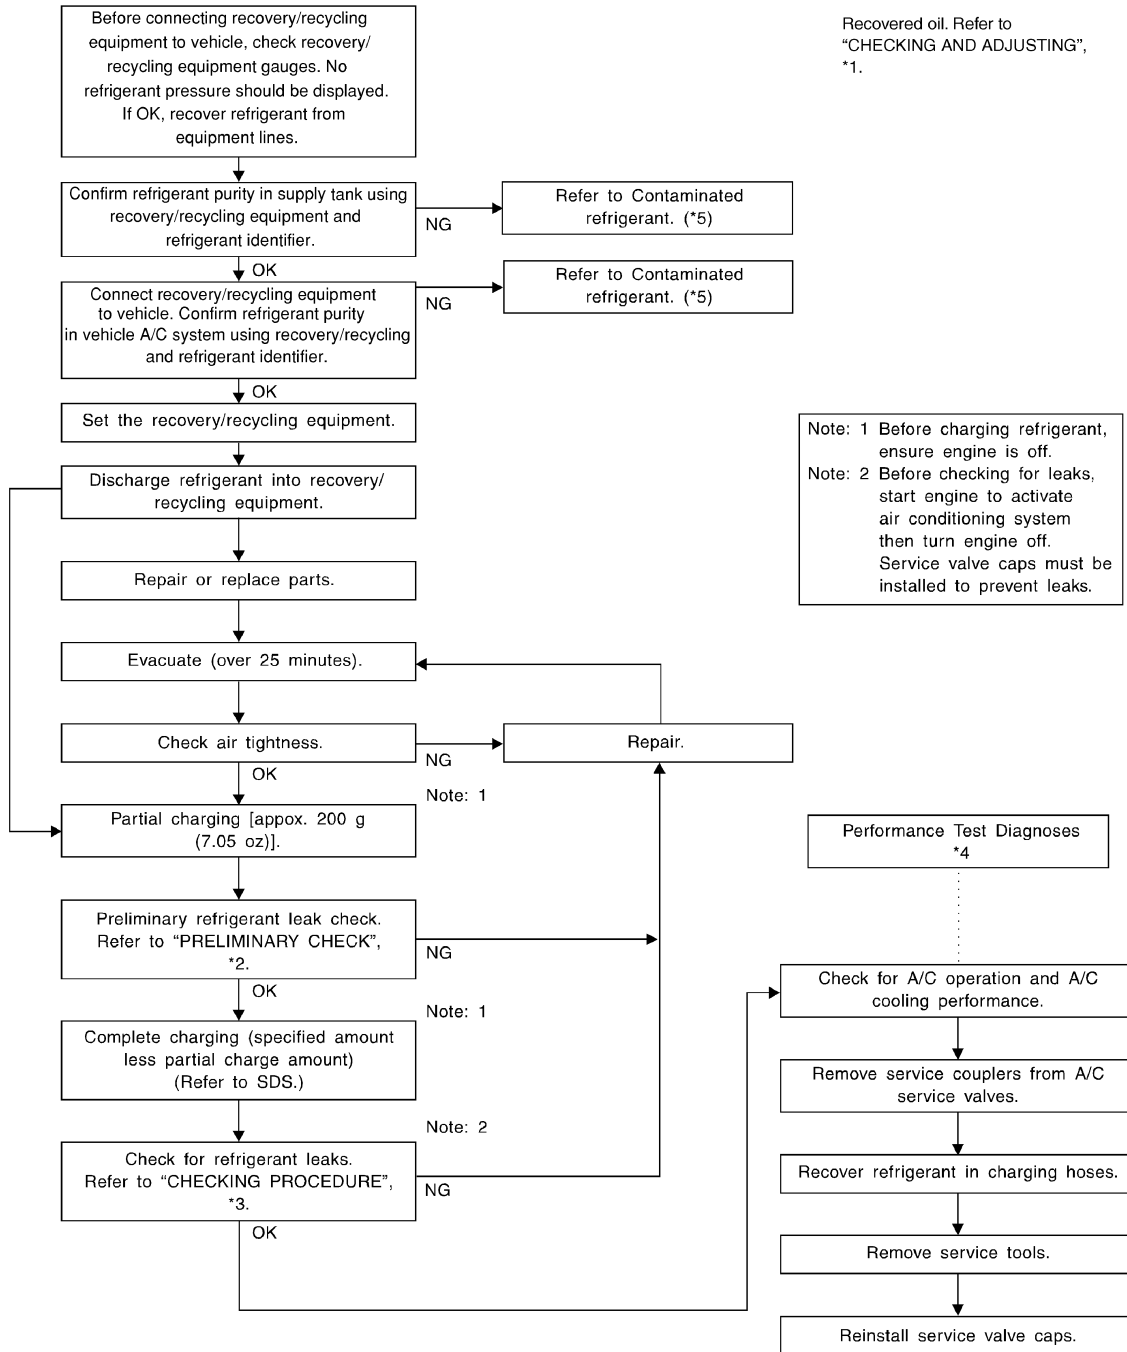 Before connecting recovery/recycling
equipment to vehicle, check recovery/
recycling equipment gauges. No
refrigerant pressure should be displayed.
If OK, recover refrigerant from
equipment lines.
Recovered oil. Refer to
“CHECKING AND ADJUSTING”,
*1.
Confirm refrigerant purity in supply tank using
recovery/recycling equipment and
refrigerant identifier.
NG
Refer to Contaminated
refrigerant. (*5)
OK
Connect recovery/recycling equipment
to vehicle. Confirm refrigerant purity
in vehicle A/C system using recovery/recycling
and refrigerant identifier.
NG
Refer to Contaminated
refrigerant. (*5)
OK
Set the recovery/recycling equipment.
Note: 1 Before charging refrigerant,
ensure engine is off.
Note: 2 Before checking for leaks,
start engine to activate
air conditioning system
then turn engine off.
Service valve caps must be
installed to prevent leaks.
Discharge refrigerant into recovery/
recycling equipment.
Repair or replace parts.
Evacuate (over 25 minutes).
Check air tightness.
NG
Repair.
OK
Note: 1
Partial charging [appox. 200 g
(7.05 oz)].
Preliminary refrigerant leak check.
Refer to “PRELIMINARY CHECK”,
*2.
NG
OK
Note: 1
Complete charging (specified amount
less partial charge amount)
(Refer to SDS.)
Note: 2
Check for refrigerant leaks.
Refer to “CHECKING PROCEDURE”,
*3.
NG
OK
Performance Test Diagnoses
*4
Check for A/C operation and A/C
cooling performance.
Remove service couplers from A/C
service valves.
Recover refrigerant in charging hoses.
Remove service tools.
Reinstall service valve caps.